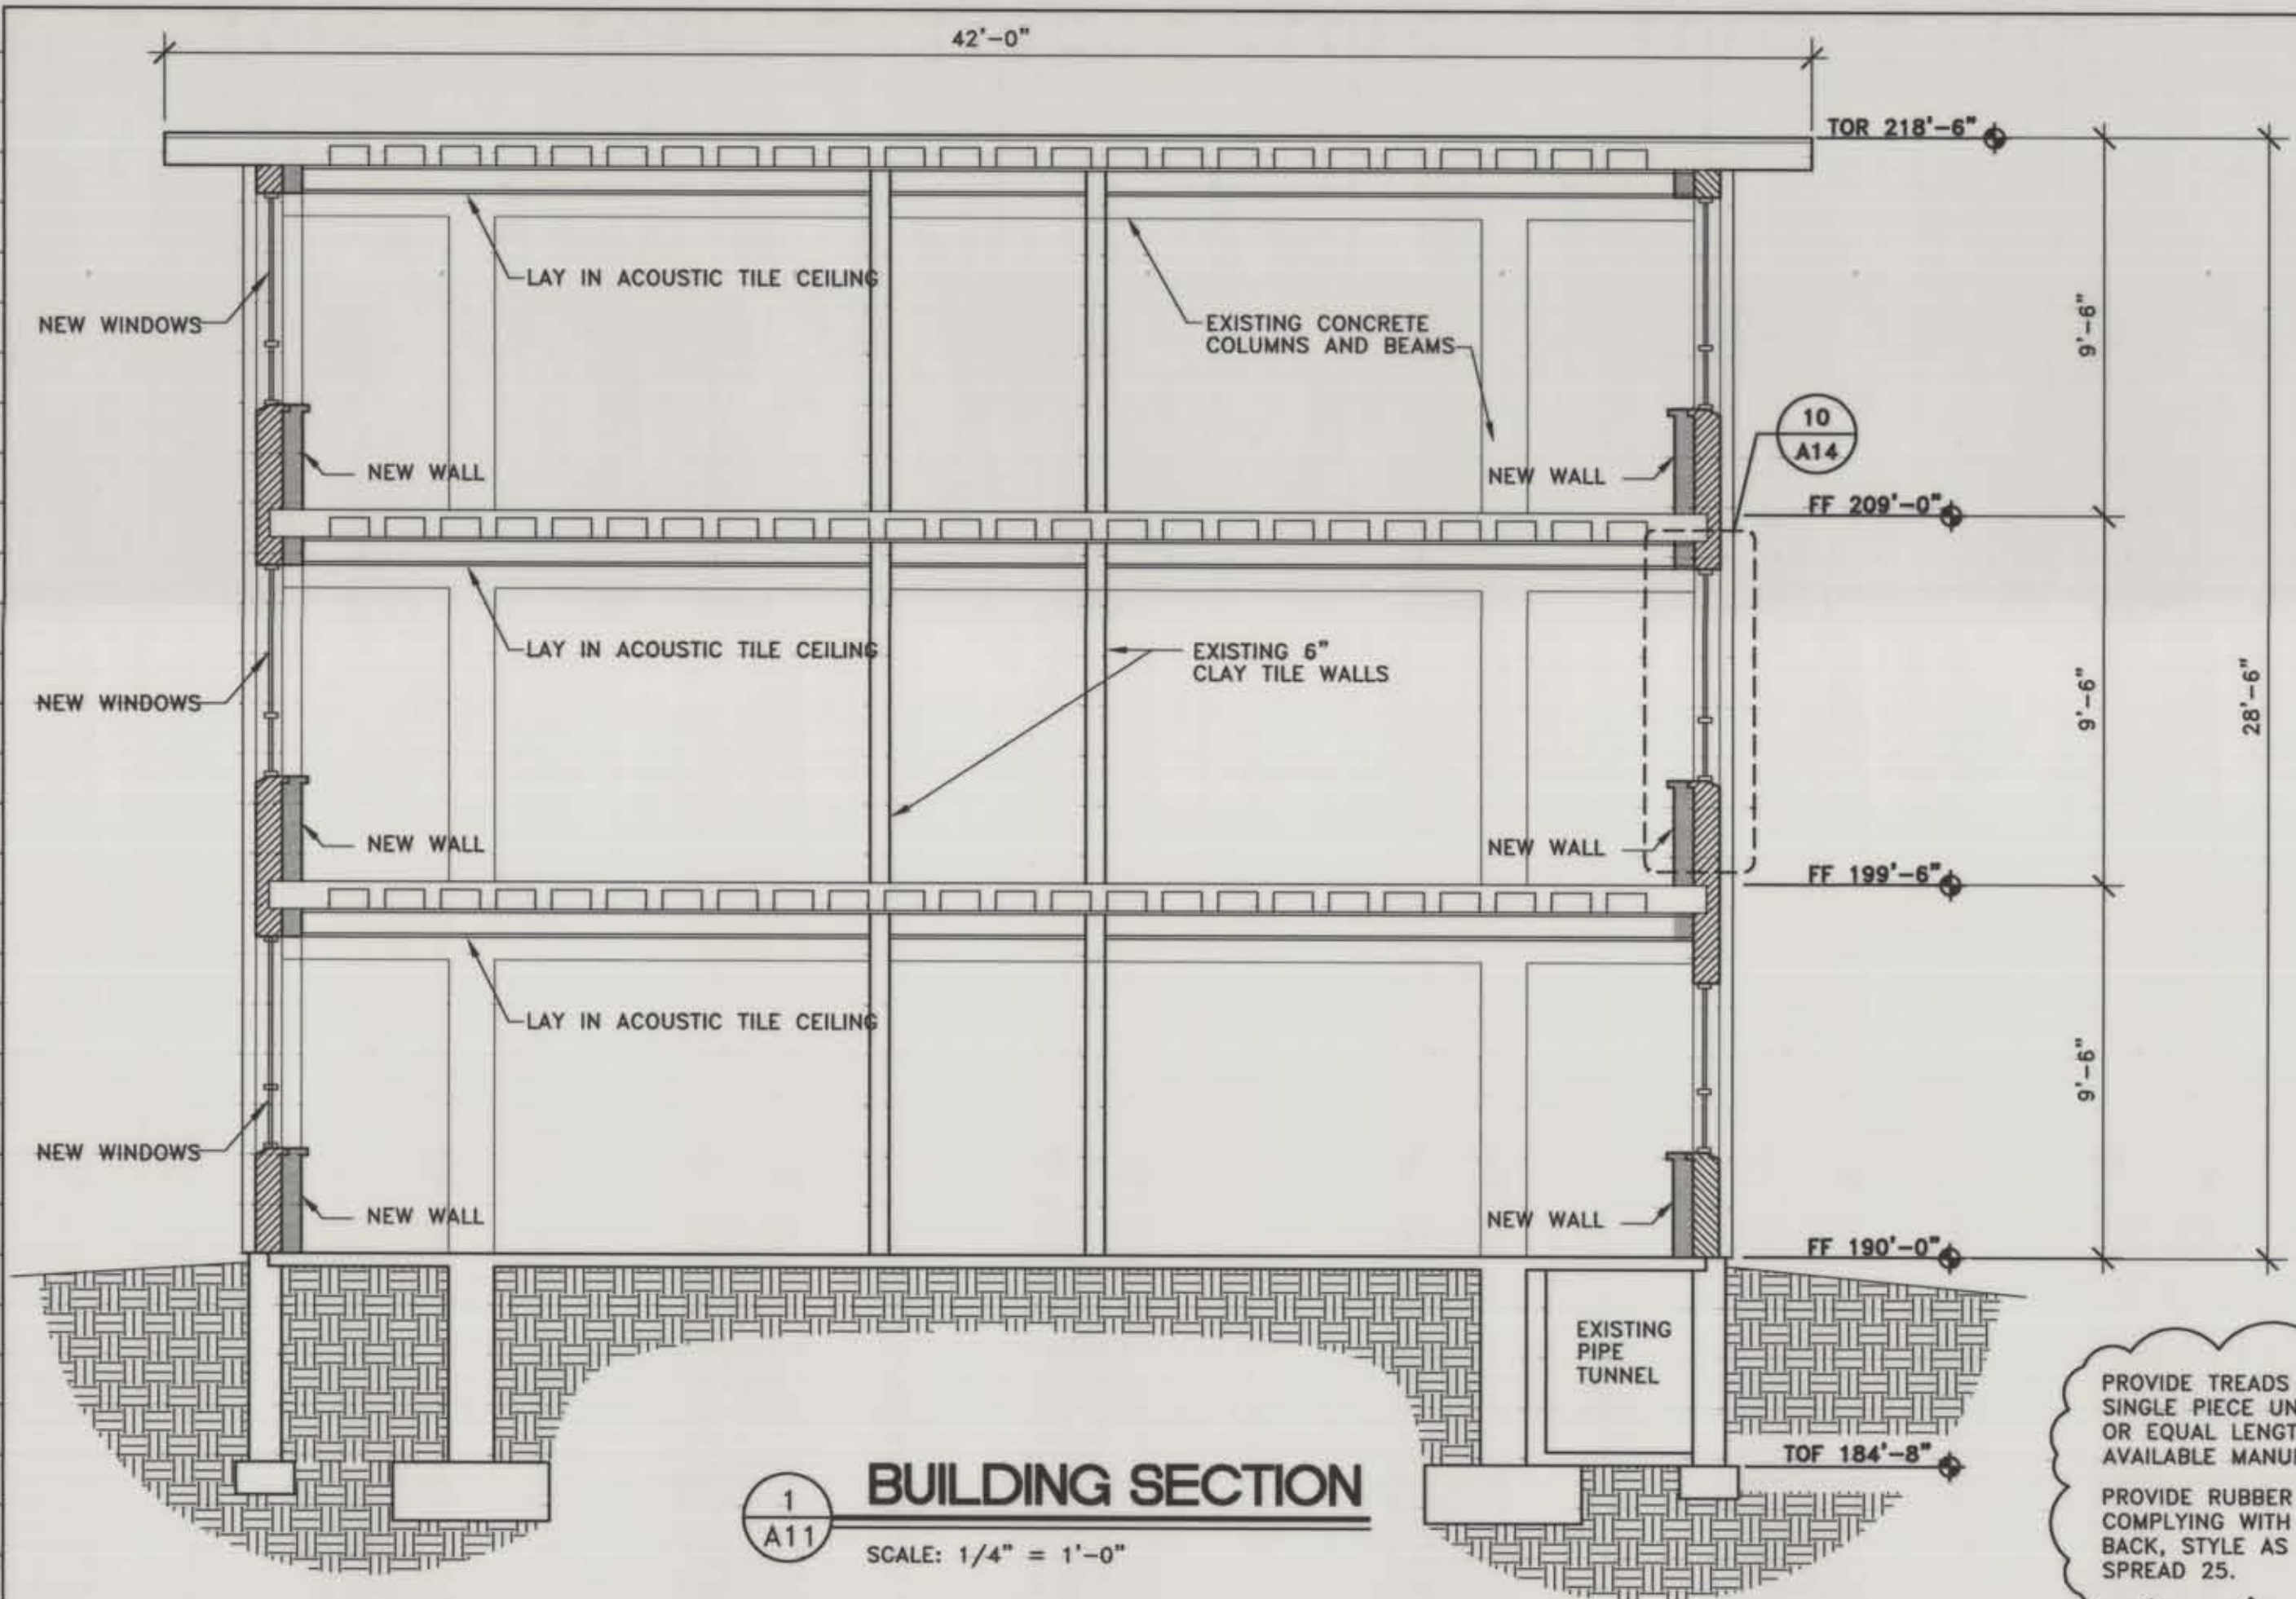 42'-0"
TOR 218'-6"
LAY IN ACOUSTIC TILE CEILING
NEW WINDOWS
EXISTING CONCRETE
COLUMNS AND BEAMS
9'-6"
10
A14
NEW WALL
NEW WALL
FF 209'-0"
LAY IN ACOUSTIC TILE CEILING
EXISTING 6"
CLAY TILE WALLS
NEW WINDOWS
9'-6"
28'-6"
NEW WALL
NEW WALL
FF 199'-6"
LAY IN ACOUSTIC TILE CEILING
9'-6"
NEW WINDOWS
NEW WALL
NEW WALL
FF 190'-0"
EXISTING
PIPE
TUNNEL
TOF 184'-8"
1
A11
BUILDING SECTION
SCALE: 1/4" = 1'-0"
PROVIDE TREADS
SINGLE PIECE UN
OR EQUAL LENGT
AVAILABLE MANU
PROVIDE RUBBER
COMPLYING WITH
BACK, STYLE AS
SPREAD 25.